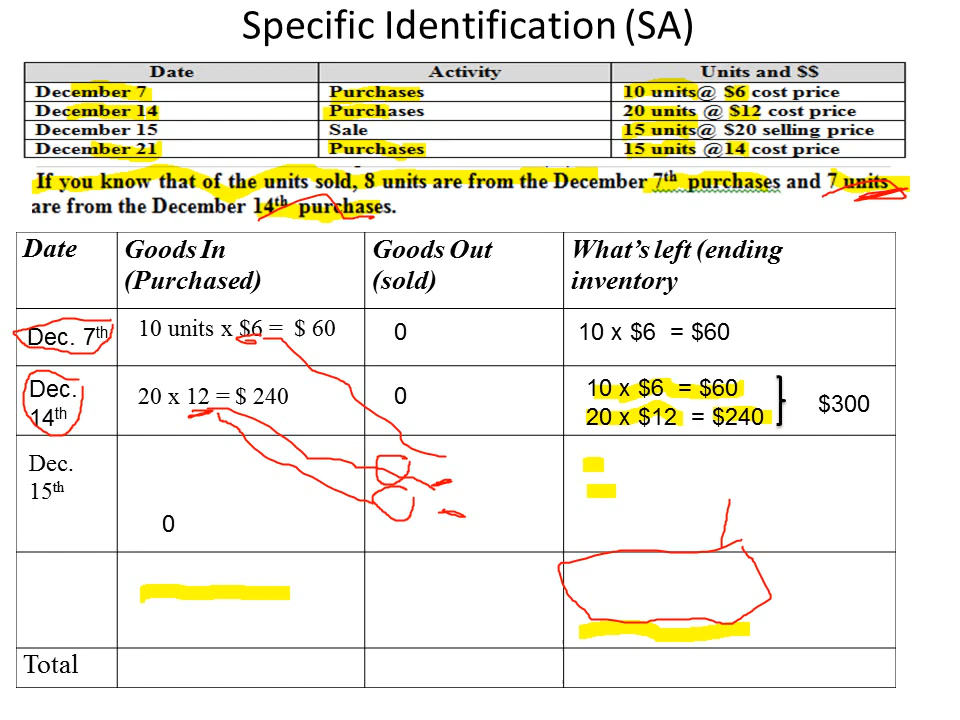 Specific Identification (SA)
Date Activity Units and $$
December 7 Purchases 10 units@ $6 cost price
December 14 Purchases 20 units @ $12 cost price
December 15 Sale 15 units@ $20 selling price
December 21 Purchases 15 units @14 cost price
If you know that of the units sold, 8 units are from the December 7th purchases and 7 units
are from the December 14th purchases.
Date Goods In Goods Out What's left (ending
(Purchased) (sold) inventory
Dec. 7th 10 units x $6 = $ 60 0 10 x $6 = $60
Dec. 14th 20 x 12 = $ 240 0 10 x $6 = $60
20 x $12 = $240 $300
Dec.
15th
0
Total